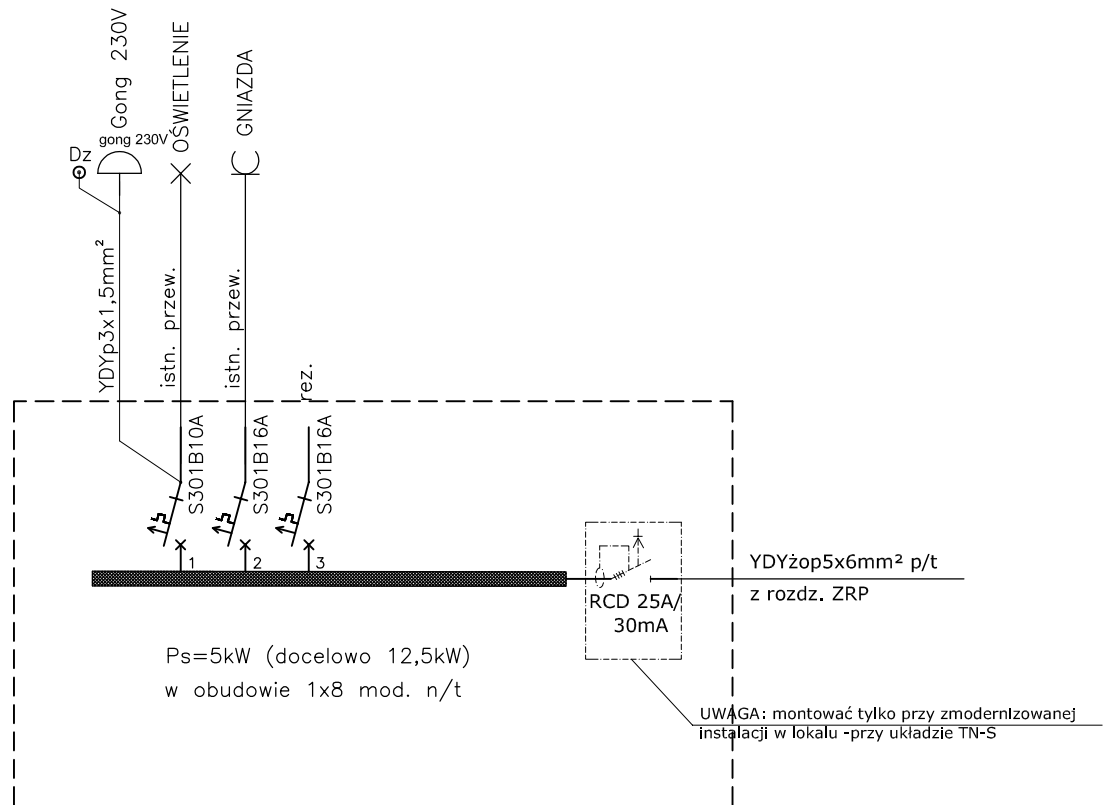 Gong 230V
OŚWIETLENIE
GNIAZDA
gong 230V
Dz
YDYp3x1,5mm²
istn. przew.
istn. przew.
rez.
S301B10A
S301B16A
S301B16A
1
2
3
RCD 25A/
30mA
YDYżop5x6mm² p/t
z rozdz. ZRP
Ps=5kW (docelowo 12,5kW)
w obudowie 1x8 mod. n/t
UWAGA: montować tylko przy zmodernizowanej
instalacji w lokalu -przy układzie TN-S